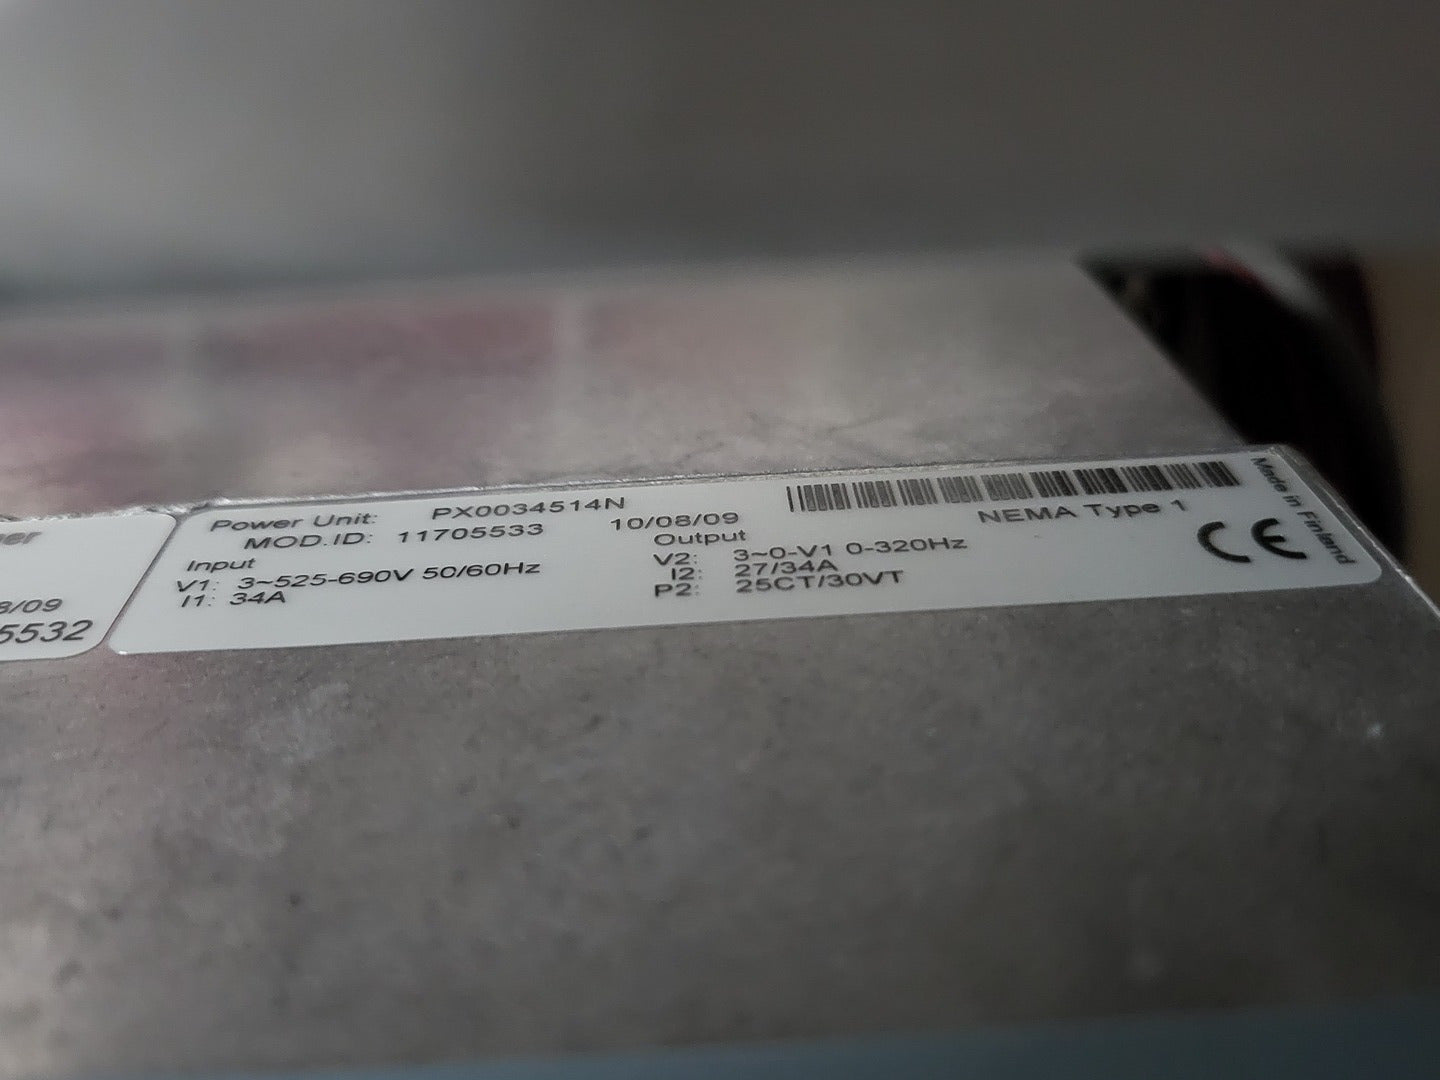 er
8/09
5532
Power Unit: PX0034514N
MOD.ID: 11705533 10/08/09
Input
V1: 3~525-690V 50/60Hz
I1: 34A
Output
V2: 3~0-V1 0-320Hz
I2: 27/34A
P2: 25CT/30VT
NEMA Type 1
CE
Made in Finland